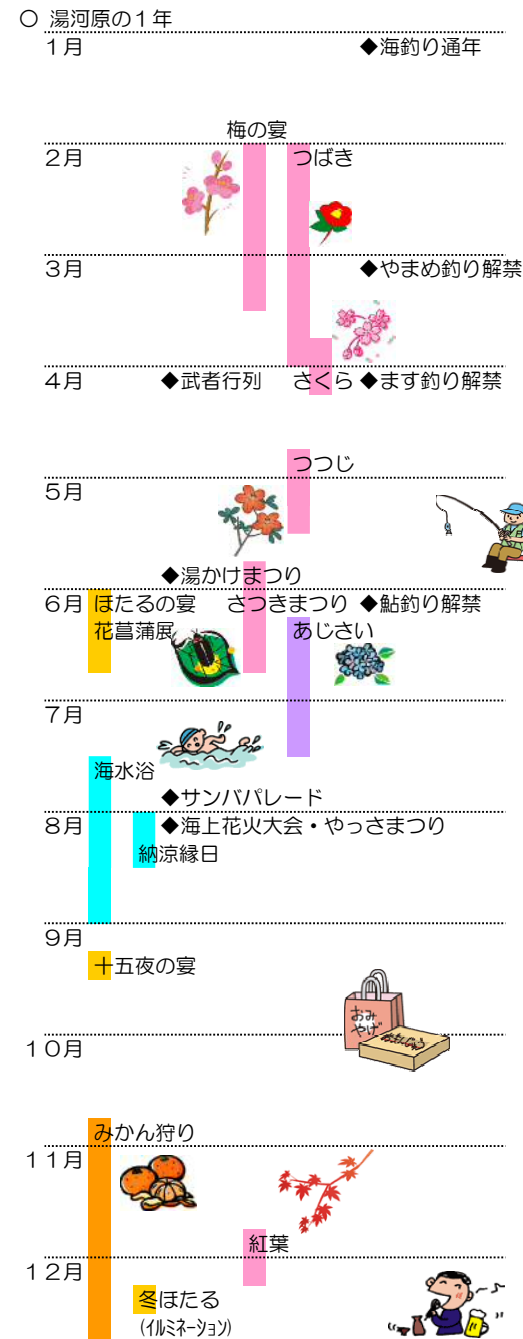 ○ 湯河原の1年
１月 ◆海釣り通年
梅の宴
２月 つばき
３月 ◆やまめ釣り解禁
４月 ◆武者行列 さくら ◆ます釣り解禁
つつじ
５月
◆湯かけまつり
６月 ほたるの宴 さつきまつり ◆鮎釣り解禁
花菖蒲展 あじさい
７月
海水浴
◆サンバパレード
８月 ◆海上花火大会・やっさまつり
納涼縁日
９月
十五夜の宴
おみ
やげ
１０月
みかん狩り
１１月
紅葉
１２月
冬ほたる
(ｲﾙﾐﾈｰｼｮﾝ)